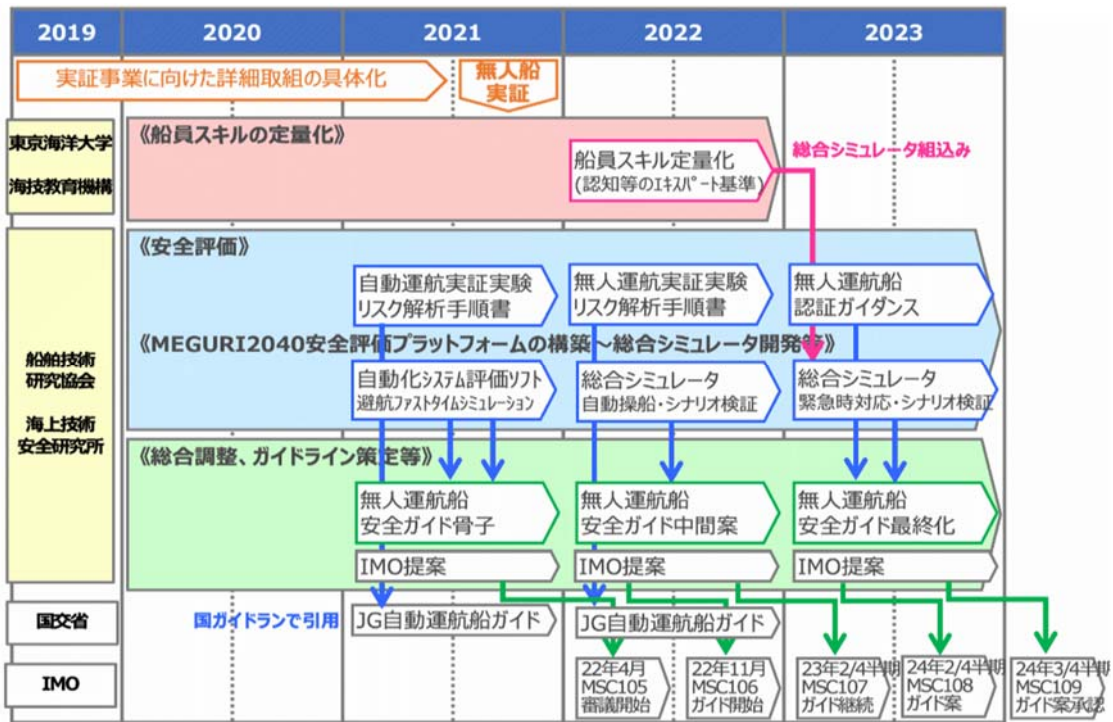 2019
2020
2021
2022
2023
実証事業に向けた詳細取組の具体化
無人船
実証
東京海洋大学
海技教育機構
《船員スキルの定量化》
船員スキル定量化
(認知等のｴｷｽﾊﾟｰﾄ基準)
総合シミュレータ組込み
船舶技術
研究協会
海上技術
安全研究所
《安全評価》
自動運航実証実験
リスク解析手順書
無人運航実証実験
リスク解析手順書
無人運航船
認証ガイダンス
《MEGURI2040安全評価プラットフォームの構築～総合シミュレータ開発等》
自動化ｼｽﾃﾑ評価ソフト
避航ﾌｧｽﾄﾀｲﾑｼﾐｭﾚｰｼｮﾝ
総合シミュレータ
自動操船・シナリオ検証
総合シミュレータ
緊急時対応・シナリオ検証
《総合調整、ガイドライン策定等》
無人運航船
安全ガイド骨子
無人運航船
安全ガイド中間案
無人運航船
安全ガイド最終化
IMO提案
IMO提案
IMO提案
国交省
国ガイドランで引用
JG自動運航船ガイド
JG自動運航船ガイド
IMO
22年4月
MSC105
審議開始
22年11月
MSC106
ガイド開始
23年2/4半期
MSC107
ガイド継続
24年2/4半期
MSC108
ガイド案
24年3/4半期
MSC109
ガイド案承認